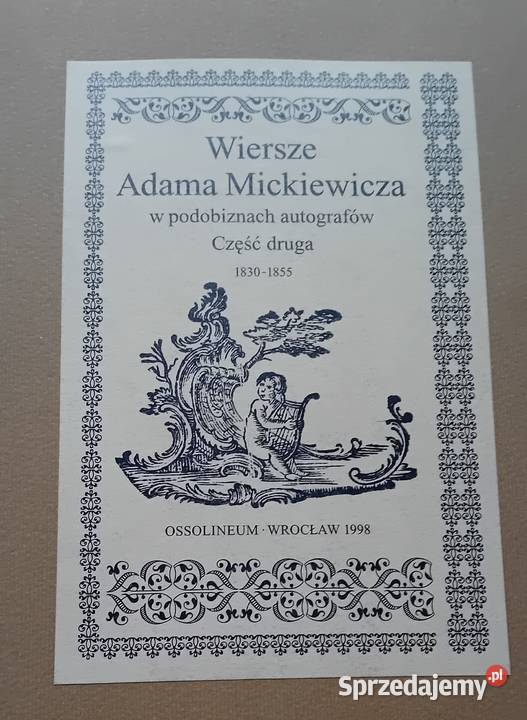 Wiersze
Adama Mickiewicza
w podobiznach autografów
Część druga
1830-1855
OSSOLINEUM · WROCŁAW 1998
Sprzedajemy.pl